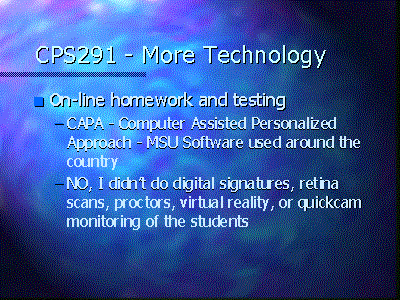 CPS291 - More Technology
On-line homework and testing
– CAPA - Computer Assisted Personalized
Approach - MSU Software used around the
country
– NO, I didn't do digital signatures, retina
scans, proctors, virtual reality, or quickcam
monitoring of the students